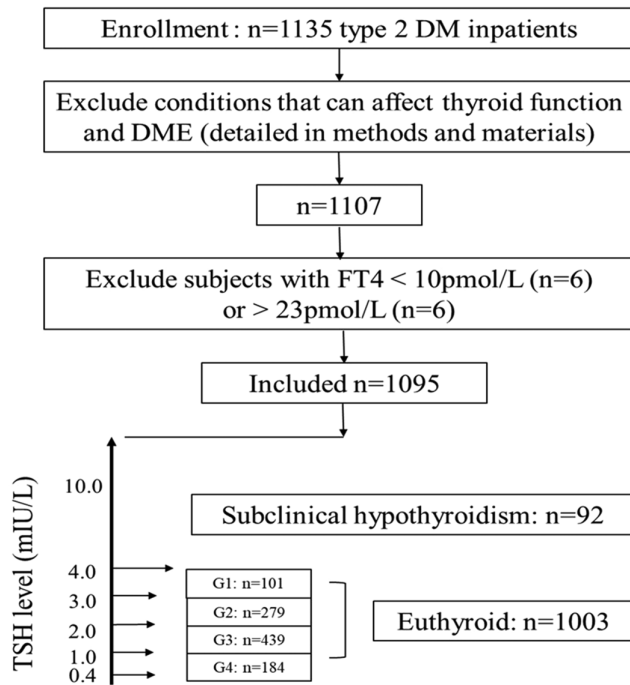 Enrollment : n=1135 type 2 DM inpatients
Exclude conditions that can affect thyroid function
and DME (detailed in methods and materials)
n=1107
Exclude subjects with FT4 < 10pmol/L (n=6)
or > 23pmol/L (n=6)
Included n=1095
TSH level (mIU/L)
10.0
Subclinical hypothyroidism: n=92
4.0
G1: n=101
3.0
G2: n=279
Euthyroid: n=1003
2.0
G3: n=439
1.0
G4: n=184
0.4